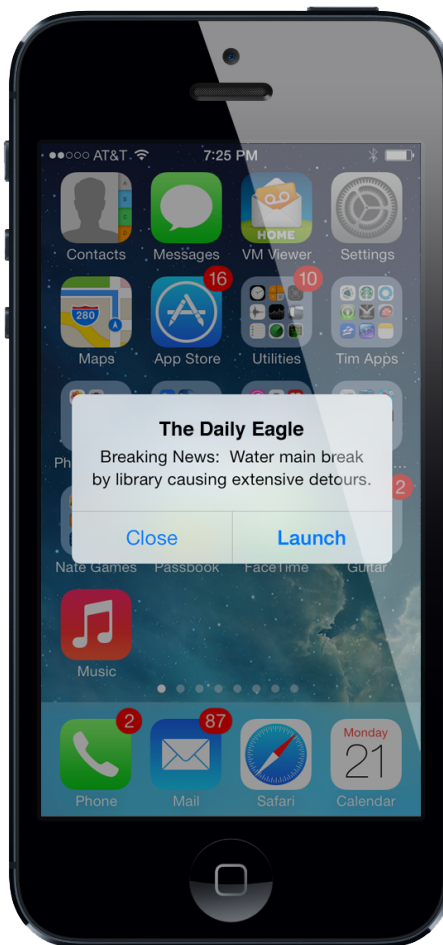 AT&T 7:25 PM
Contacts Messages VM Viewer Settings
HOME
16 10
280
Maps App Store Utilities Tim Apps
The Daily Eagle
Breaking News: Water main break
by library causing extensive detours.
2
Close Launch
Nate Games Passbook FaceTime Guitar
Music
2 87
Monday
21
Phone Mail Safari Calendar